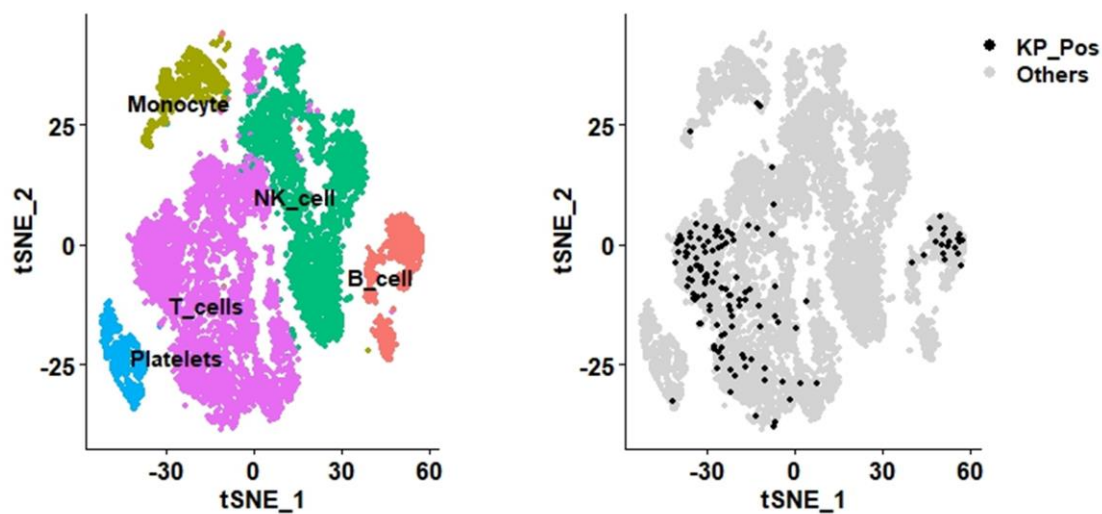 Monocyte
NK_cell
B_cell
T_cells
Platelets
25
0
-25
-30
0
30
60
tSNE_1
tSNE_2
KP_Pos
Others
25
0
-25
-30
0
30
60
tSNE_1
tSNE_2